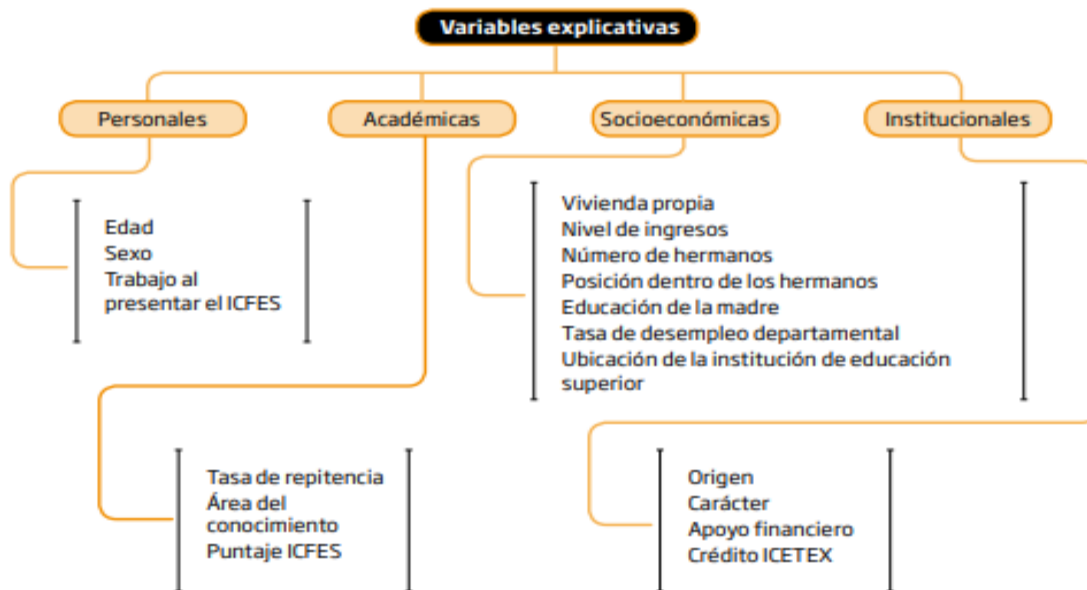 Variables explicativas
Personales
Académicas
Socioeconómicas
Institucionales
Edad
Sexo
Trabajo al
presentar el ICFES
Vivienda propia
Nivel de ingresos
Número de hermanos
Posición dentro de los hermanos
Educación de la madre
Tasa de desempleo departamental
Ubicación de la institución de educación
superior
Tasa de repitencia
Área del
conocimiento
Puntaje ICFES
Origen
Carácter
Apoyo financiero
Crédito ICETEX